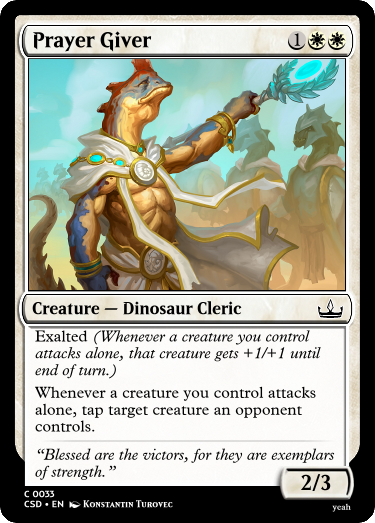 Prayer Giver 1
Creature — Dinosaur Cleric
Exalted (Whenever a creature you control
attacks alone, that creature gets +1/+1 until
end of turn.)
Whenever a creature you control attacks
alone, tap target creature an opponent
controls.
“Blessed are the victors, for they are exemplars
of strength.”
2/3
C 0033
CSD • EN Konstantin Turovec
yeah